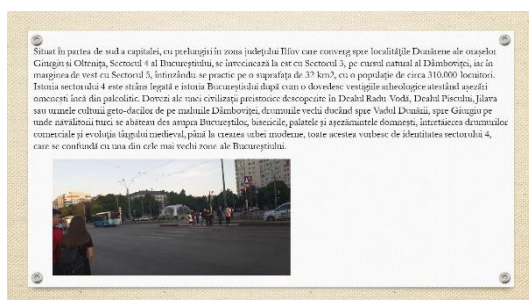 Situat în partea de sud a capitalei, cu prelungiri în zona județului Ilfov care converg spre localitățile Dunărene ale orașelor
Giurgiu și Oltenița, Sectorul 4 al Bucureștiului, se învecinează la est cu Sectorul 3, pe cursul natural al Dâmboviței, iar în
marginea de vest cu Sectorul 5, întinzându-se practic pe o suprafața de 32 km2, cu o populație de circa 310.000 locuitori.
Istoria sectorului 4 este strâns legată e istoria Bucureștiului după cum o dovedesc vestigiile arheologice atestând așezări
omenești încă din paleolitic. Dovezi ale unei civilizații preistorice descoperite în Dealul Radu Vodă, Dealul Piscului, Jilava
sau urmele culturii geto-dacilor de pe malurile Dâmboviței, drumurile vechi ducând spre Vadul Dunării, spre Giurgiu pe
unde năvălitorii turci se abăteau des asupra Bucureștilor, bisericile, palatele și așezămintele domnești, întretăierea drumurilor
comerciale și evoluția târgului medieval, până la crearea urbei moderne, toate acestea vorbesc de identitatea sectorului 4,
care se confundă cu una din cele mai vechi zone ale Bucureștiului.